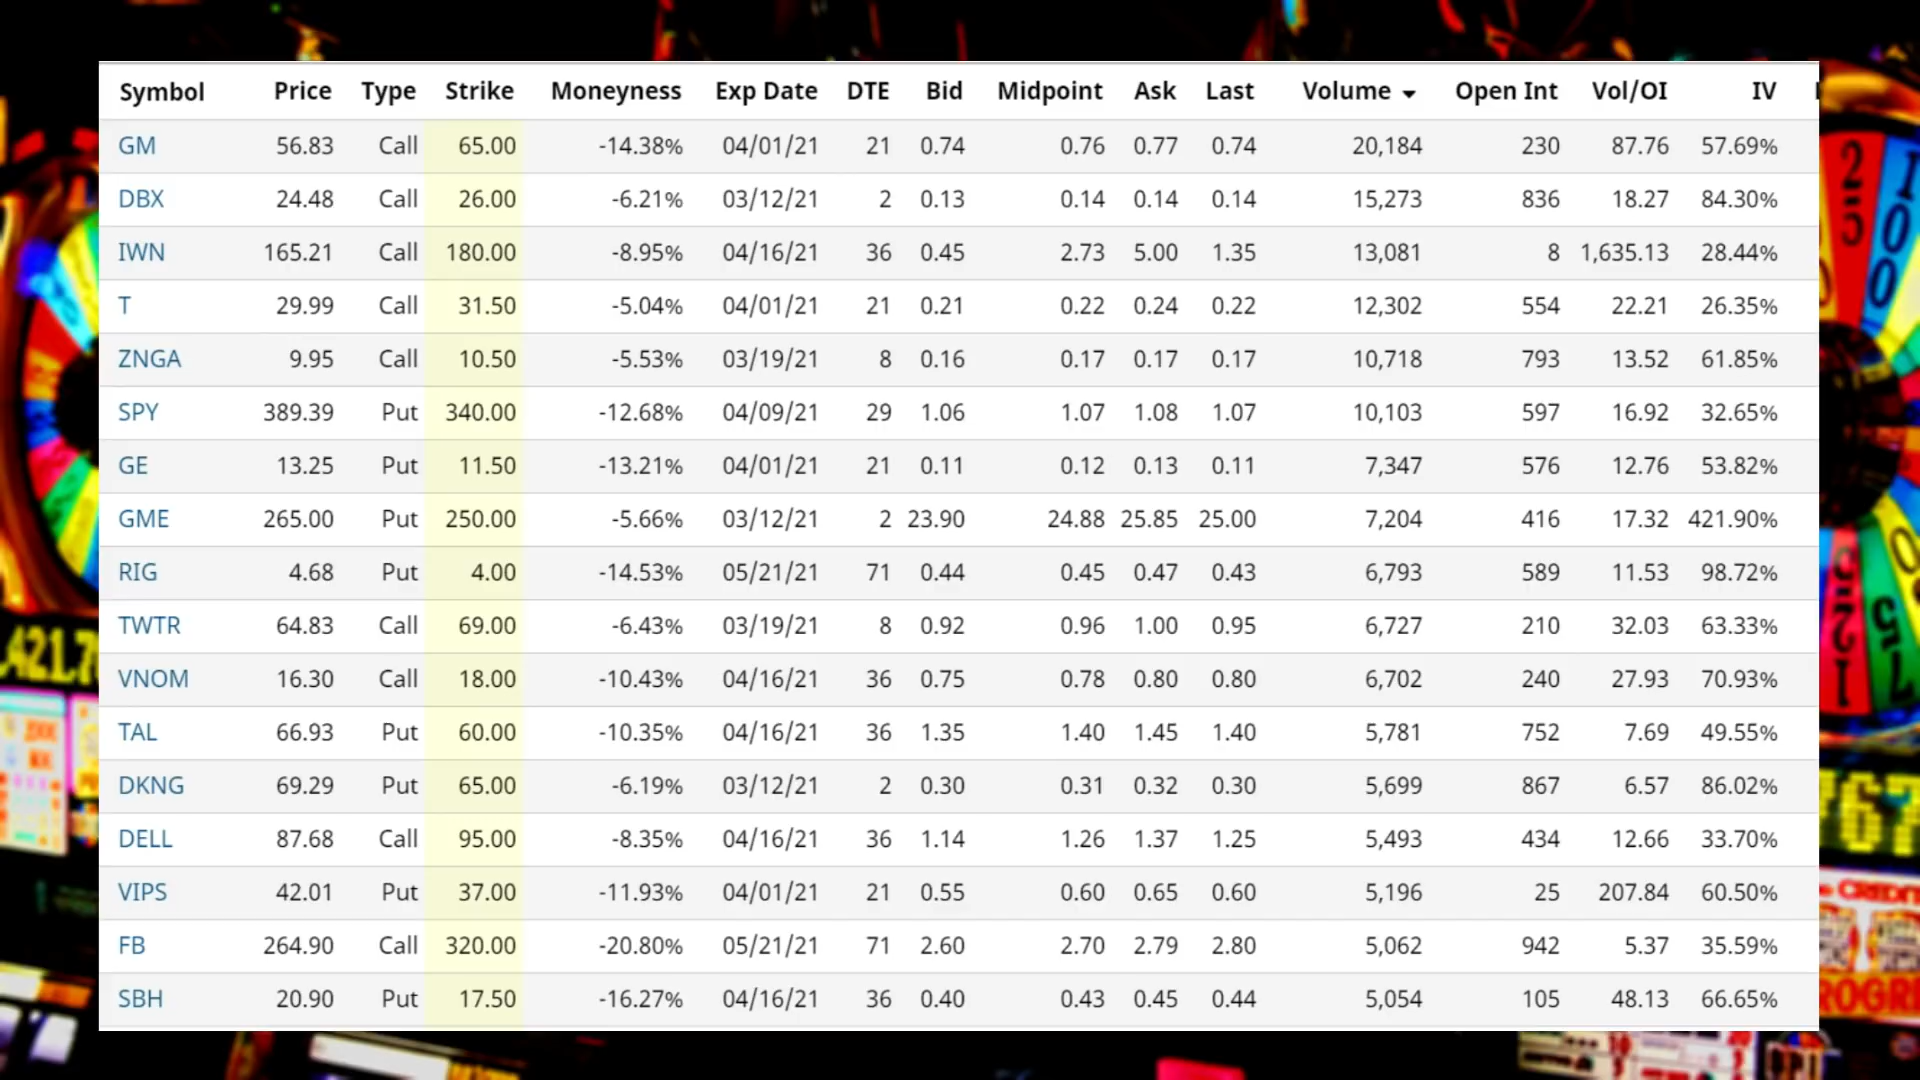 Symbol Price Type Strike Moneyness Exp Date DTE Bid Midpoint Ask Last Volume Open Int Vol/OI IV
GM 56.83 Call 65.00 -14.38% 04/01/21 21 0.74 0.76 0.77 0.74 20,184 230 87.76 57.69%
DBX 24.48 Call 26.00 -6.21% 03/12/21 2 0.13 0.14 0.14 0.14 15,273 836 18.27 84.30%
IWN 165.21 Call 180.00 -8.95% 04/16/21 36 0.45 2.73 5.00 1.35 13,081 8 1,635.13 28.44%
T 29.99 Call 31.50 -5.04% 04/01/21 21 0.21 0.22 0.24 0.22 12,302 554 22.21 26.35%
ZNGA 9.95 Call 10.50 -5.53% 03/19/21 8 0.16 0.17 0.17 0.17 10,718 793 13.52 61.85%
SPY 389.39 Put 340.00 -12.68% 04/09/21 29 1.06 1.07 1.08 1.07 10,103 597 16.92 32.65%
GE 13.25 Put 11.50 -13.21% 04/01/21 21 0.11 0.12 0.13 0.11 7,347 576 12.76 53.82%
GME 265.00 Put 250.00 -5.66% 03/12/21 2 23.90 24.88 25.85 25.00 7,204 416 17.32 421.90%
RIG 4.68 Put 4.00 -14.53% 05/21/21 71 0.44 0.45 0.47 0.43 6,793 589 11.53 98.72%
TWTR 64.83 Call 69.00 -6.43% 03/19/21 8 0.92 0.96 1.00 0.95 6,727 210 32.03 63.33%
VNOM 16.30 Call 18.00 -10.43% 04/16/21 36 0.75 0.78 0.80 0.80 6,702 240 27.93 70.93%
TAL 66.93 Put 60.00 -10.35% 04/16/21 36 1.35 1.40 1.45 1.40 5,781 752 7.69 49.55%
DKNG 69.29 Put 65.00 -6.19% 03/12/21 2 0.30 0.31 0.32 0.30 5,699 867 6.57 86.02%
DELL 87.68 Call 95.00 -8.35% 04/16/21 36 1.14 1.26 1.37 1.25 5,493 434 12.66 33.70%
VIPS 42.01 Put 37.00 -11.93% 04/01/21 21 0.55 0.60 0.65 0.60 5,196 25 207.84 60.50%
FB 264.90 Call 320.00 -20.80% 05/21/21 71 2.60 2.70 2.79 2.80 5,062 942 5.37 35.59%
SBH 20.90 Put 17.50 -16.27% 04/16/21 36 0.40 0.43 0.45 0.44 5,054 105 48.13 66.65%